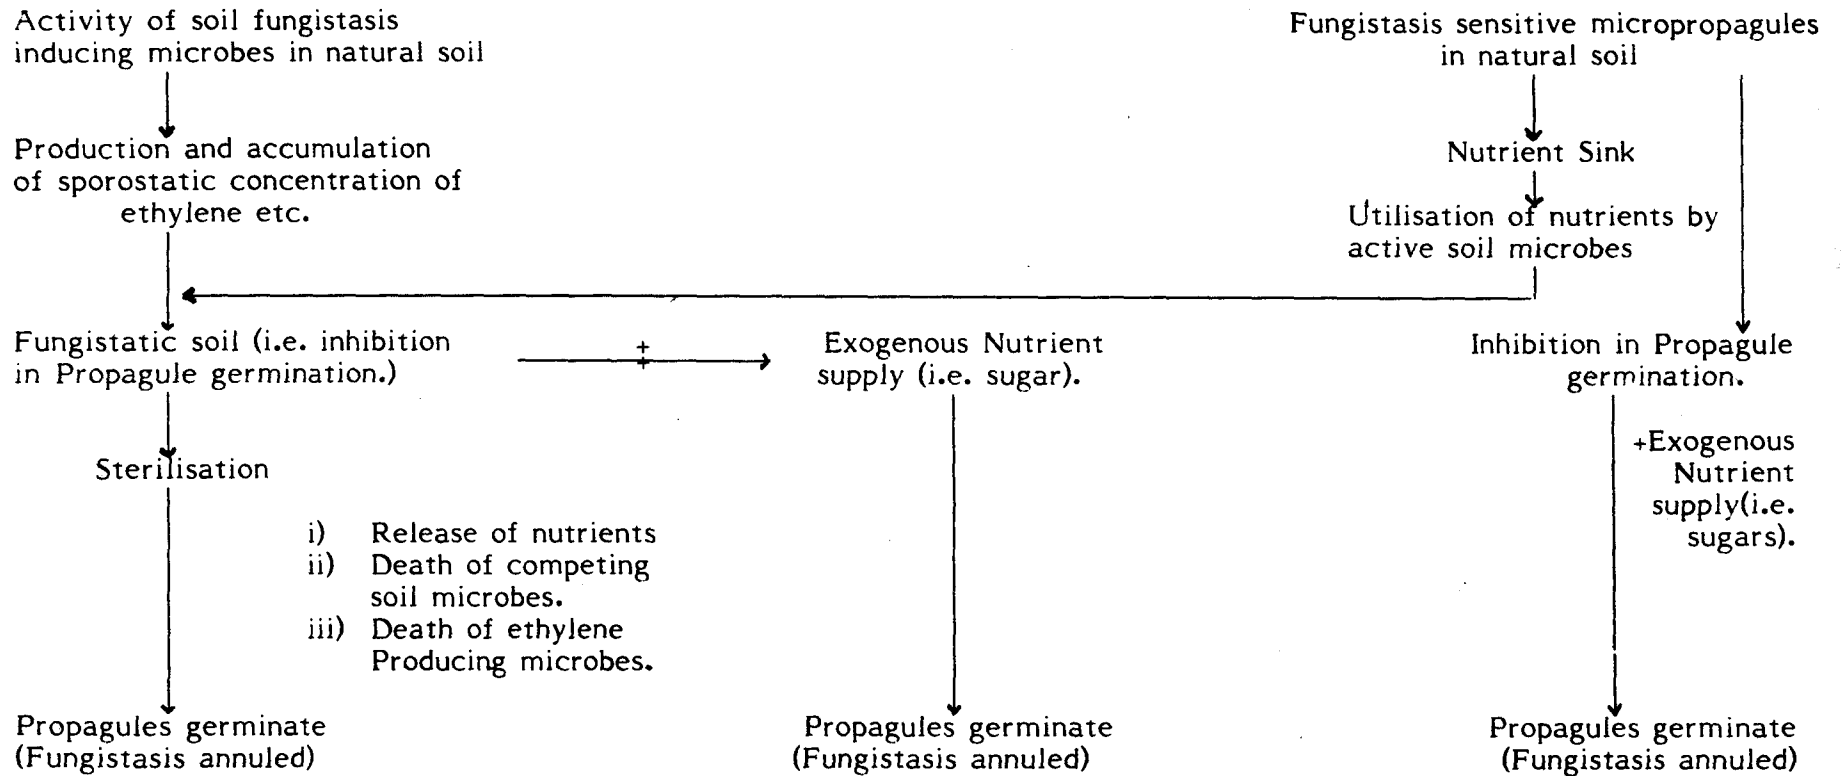 Activity of soil fungistasis
inducing microbes in natural soil
Production and accumulation
of sporostatic concentration of
ethylene etc.
Fungistatic soil (i.e. inhibition
in Propagule germination.)
Sterilisation
i) Release of nutrients
ii) Death of competing
soil microbes.
iii) Death of ethylene
Producing microbes.
Propagules germinate
(Fungistasis annuled)
+
+
Exogenous Nutrient
supply (i.e. sugar).
Propagules germinate
(Fungistasis annuled)
Fungistasis sensitive micropropagules
in natural soil
Nutrient Sink
Utilisation of nutrients by
active soil microbes
Inhibition in Propagule
germination.
+Exogenous
Nutrient
supply(i.e.
sugars).
Propagules germinate
(Fungistasis annuled)